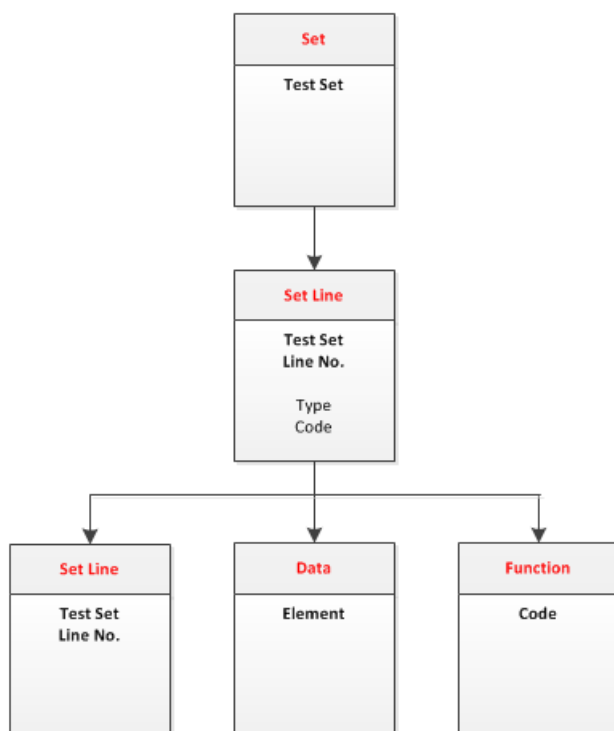 Set
Test Set
Set Line
Test Set
Line No.
Type
Code
Set Line
Test Set
Line No.
Data
Element
Function
Code